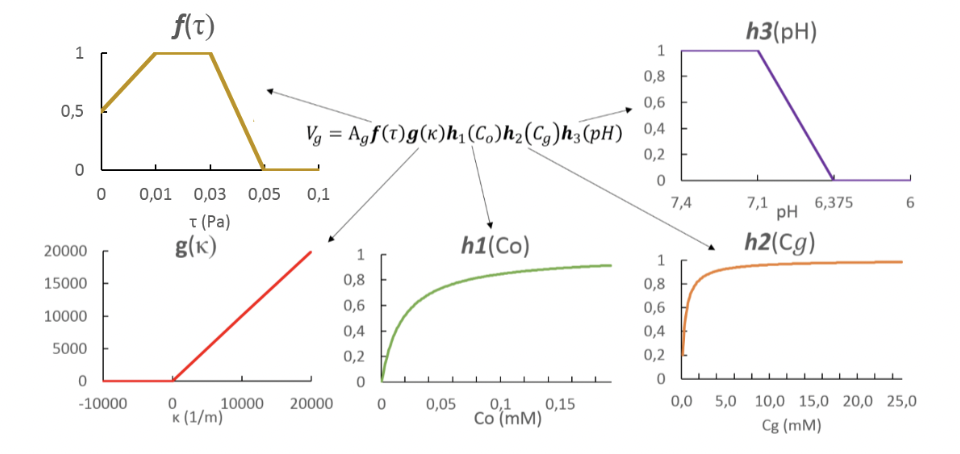 f(τ)
1
0,5
0
0 0,01 0,03 0,05 0,1
τ (Pa)
h3(pH)
1
0,8
0,6
0,4
0,2
0
7,4 7,1 6,375 6
pH
V_g = A_g f(τ)g(κ)h₁(C_o)h₂(C_g)h₃(pH)
g(κ)
20000
15000
10000
5000
0
-10000 0 10000 20000
κ (1/m)
h1(Co)
1
0,8
0,6
0,4
0,2
0
0 0,05 0,1 0,15
Co (mM)
h2(Cg)
1
0,8
0,6
0,4
0,2
0
0,0 5,0 10,0 15,0 20,0 25,0
Cg (mM)